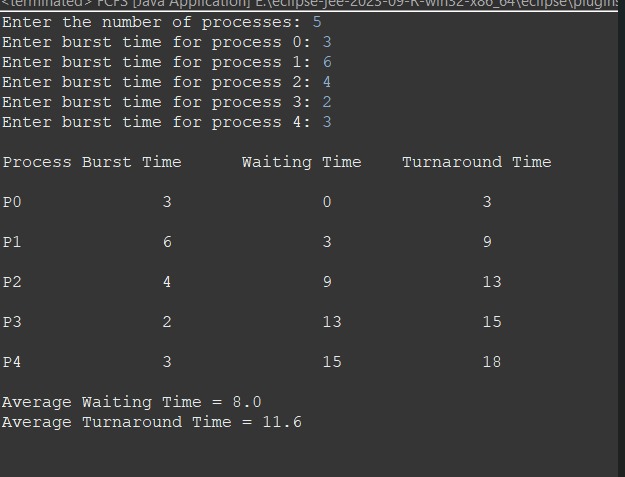 <terminated> FCFS [Java Application] E:\eclipse-jee-2023-09-R-win32-x86_64\eclipse\plugins
Enter the number of processes: 5
Enter burst time for process 0: 3
Enter burst time for process 1: 6
Enter burst time for process 2: 4
Enter burst time for process 3: 2
Enter burst time for process 4: 3
Process Burst Time Waiting Time Turnaround Time
P0 3 0 3
P1 6 3 9
P2 4 9 13
P3 2 13 15
P4 3 15 18
Average Waiting Time = 8.0
Average Turnaround Time = 11.6